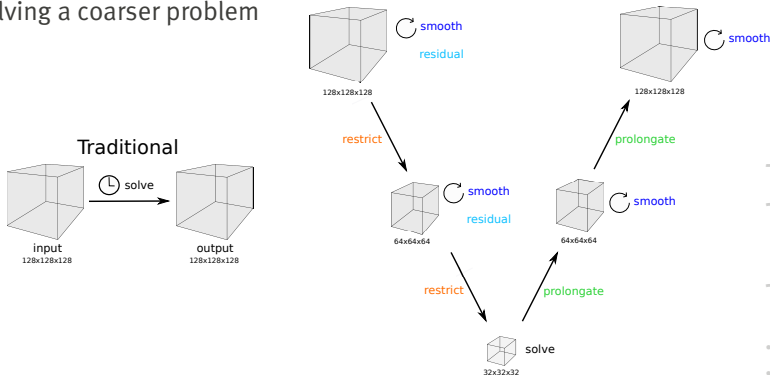 lving a coarser problem
smooth
residual
128x128x128
smooth
128x128x128
restrict
prolongate
Traditional
solve
input
128x128x128
output
128x128x128
smooth
residual
64x64x64
smooth
64x64x64
restrict
prolongate
solve
32x32x32